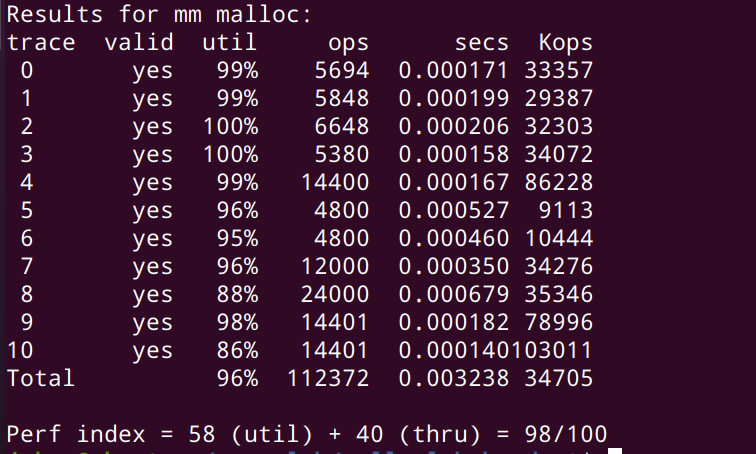 Results for mm malloc:
trace  valid  util     ops      secs  Kops
 0       yes   99%    5694  0.000171 33357
 1       yes   99%    5848  0.000199 29387
 2       yes  100%    6648  0.000206 32303
 3       yes  100%    5380  0.000158 34072
 4       yes   99%   14400  0.000167 86228
 5       yes   96%    4800  0.000527  9113
 6       yes   95%    4800  0.000460 10444
 7       yes   96%   12000  0.000350 34276
 8       yes   88%   24000  0.000679 35346
 9       yes   98%   14401  0.000182 78996
10       yes   86%   14401  0.000140103011
Total          96%  112372  0.003238 34705
Perf index = 58 (util) + 40 (thru) = 98/100